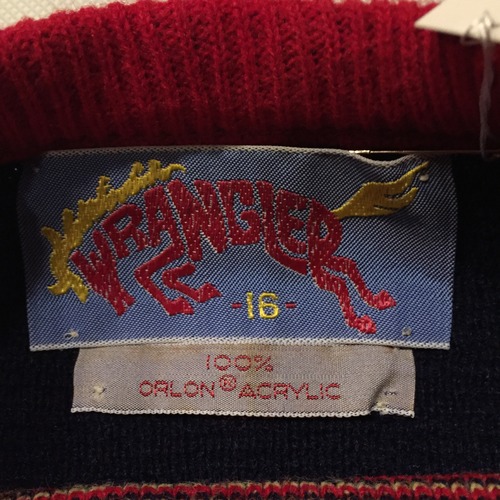 WRANGLER
-16-
100%
ORLON® ACRYLIC